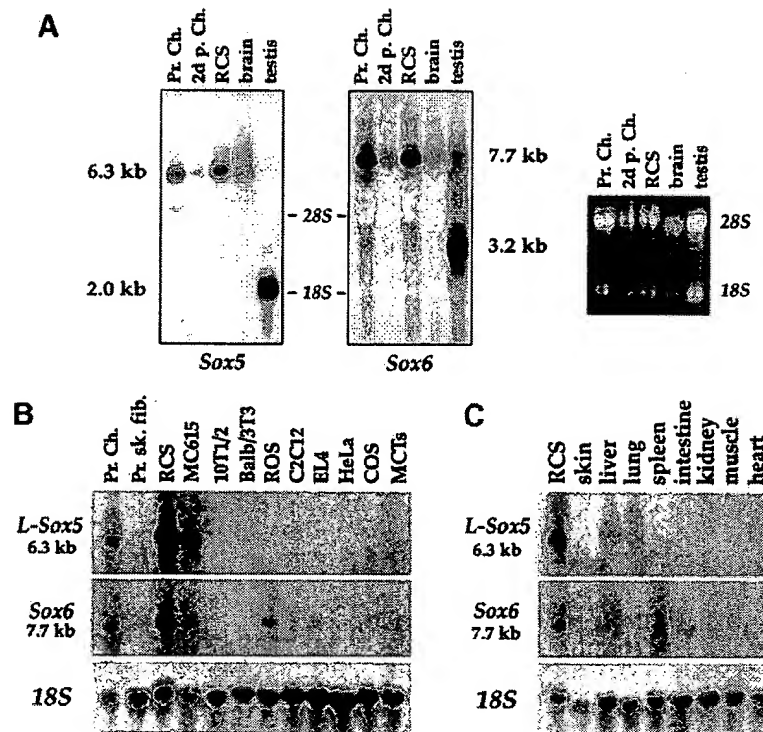 A
Pr. Ch.
2d p. Ch.
RCS
brain
testis
Pr. Ch.
2d p. Ch.
RCS
brain
testis
Pr. Ch.
2d p. Ch.
RCS
brain
testis
6.3 kb
2.0 kb
– 28S –
– 18S –
7.7 kb
3.2 kb
28S
18S
Sox5
Sox6
B
Pr. Ch.
Pr. sk. fib.
RCS
MC615
10T1/2
Balb/3T3
ROS
C2C12
EL4
HeLa
COS
MCTs
L-Sox5
6.3 kb
Sox6
7.7 kb
18S
C
RCS
skin
liver
lung
spleen
intestine
kidney
muscle
heart
L-Sox5
6.3 kb
Sox6
7.7 kb
18S